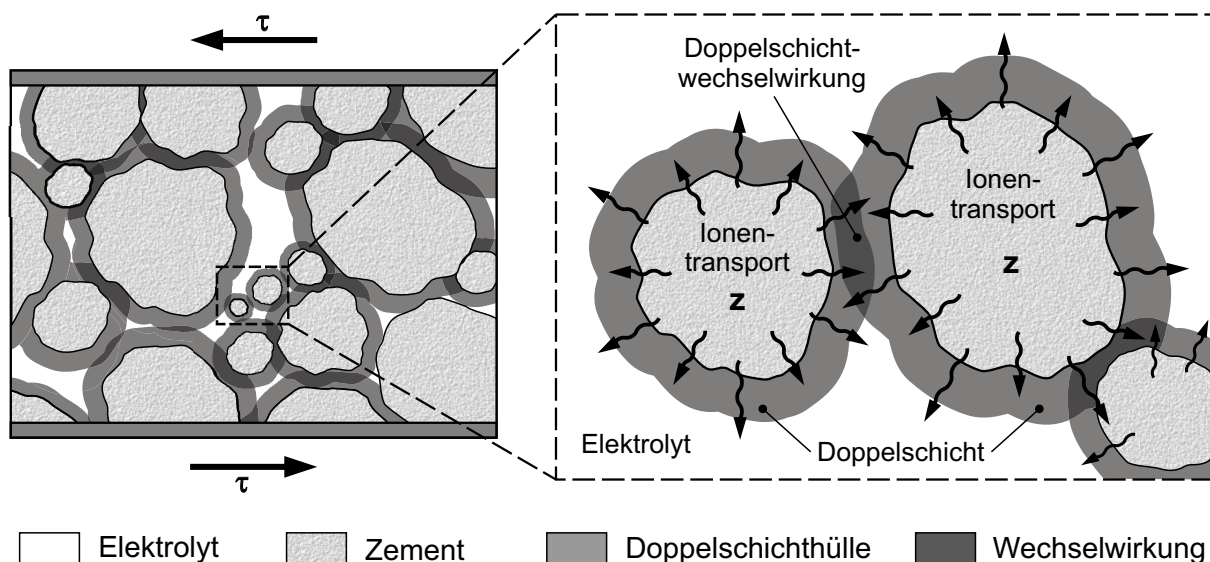 τ
Doppelschicht-
wechselwirkung
Ionen-
transport
z
Ionen-
transport
z
Elektrolyt
Doppelschicht
τ
Elektrolyt
Zement
Doppelschichthülle
Wechselwirkung